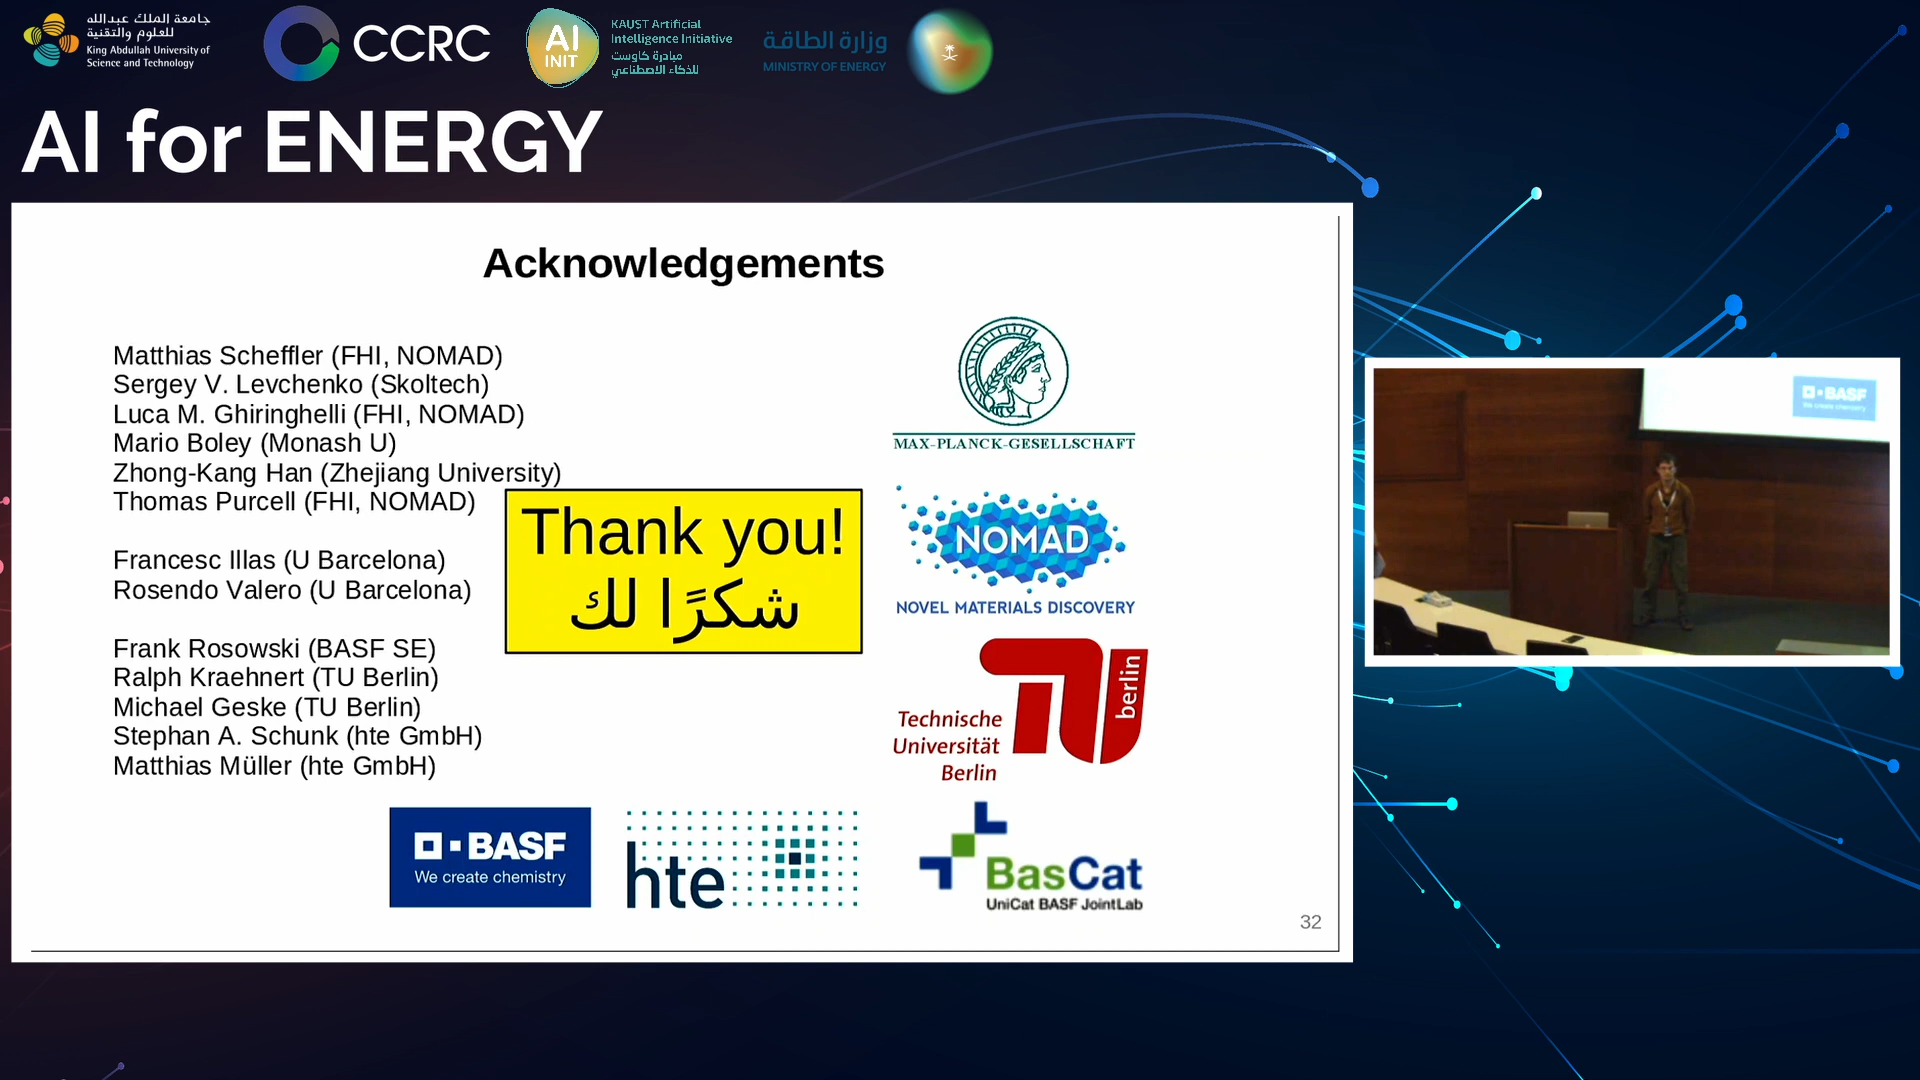 جامعة الملك عبدالله
للعلوم والتقنية
King Abdullah University of
Science and Technology
CCRC
AI
INIT
KAUST Artificial
Intelligence Initiative
مبادرة كاوست
للذكاء الاصطناعي
وزارة الطاقة
MINISTRY OF ENERGY
AI for ENERGY
Acknowledgements
Matthias Scheffler (FHI, NOMAD)
Sergey V. Levchenko (Skoltech)
Luca M. Ghiringhelli (FHI, NOMAD)
Mario Boley (Monash U)
Zhong-Kang Han (Zhejiang University)
Thomas Purcell (FHI, NOMAD)
Francesc Illas (U Barcelona)
Rosendo Valero (U Barcelona)
Frank Rosowski (BASF SE)
Ralph Kraehnert (TU Berlin)
Michael Geske (TU Berlin)
Stephan A. Schunk (hte GmbH)
Matthias Müller (hte GmbH)
Thank you!
شكرًا لك
MAX-PLANCK-GESELLSCHAFT
NOMAD
NOVEL MATERIALS DISCOVERY
Technische
Universität
Berlin
TU
berlin
BASF
We create chemistry
hte
BasCat
UniCat BASF JointLab
32
BASF
We create chemistry